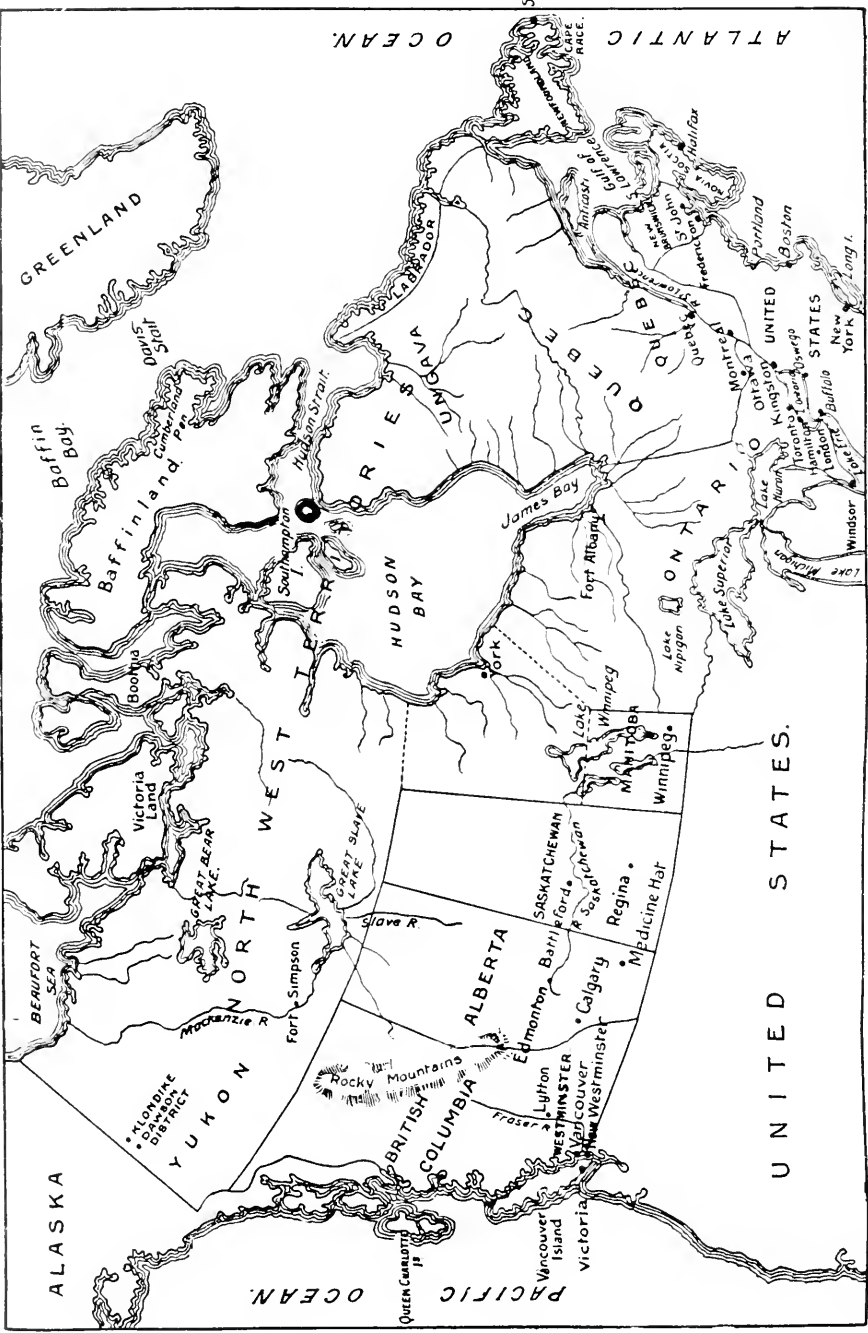 ALASKA
BEAUFORT
SEA
GREENLAND
Baffin
Bay.
Davis
Strait
Victoria
Land
Boothia
Baffinland.
Cumberland
Pen
KLONDIKE
DAWSON
DISTRICT
YUKON
Mackenzie R
GREAT BEAR
LAKE.
Fort Simpson
GREAT SLAVE
LAKE
Slave R.
NORTH WEST TERRORIES
Southampton
I.
Hudson Strait.
HUDSON
BAY
UNGAVA
LABRADOR
James Bay
Rocky Mountains
BRITISH
COLUMBIA
QUEEN CHARLOTTE
IS
Fraser R
Lytton
WESTMINSTER
Vancouver
New Westminster
Vancouver
Island
Victoria
ALBERTA
Edmonton
Calgary
Medicine Hat
SASKATCHEWAN
Battleford
R Saskatchewan
Regina
Lake
Winnipeg
MANITOBA
Winnipeg
York
Fort Albany
ONTARIO
Lake
Nipigon
Lake Superior
Lake
Michigan
Lake
Huron
Windsor
Lake Erie
London
Hamilton
Toronto
L. Ontario
Buffalo
Oswego
Kingston
Ottawa
Montreal
QUEBEC
QUEBEC
Quebec
R. St Lawrence
Anticosti
Gulf of
Lawrence
NEWFOUNDLAND
CAPE
RACE.
NEW
BRUNSWICK
St John
Fredericton
NOVIA SCOTIA
Halifax
Portland
Boston
New
York
Long I.
UNITED
STATES
UNITED STATES.
PACIFIC OCEAN.
ATLANTIC OCEAN.
S